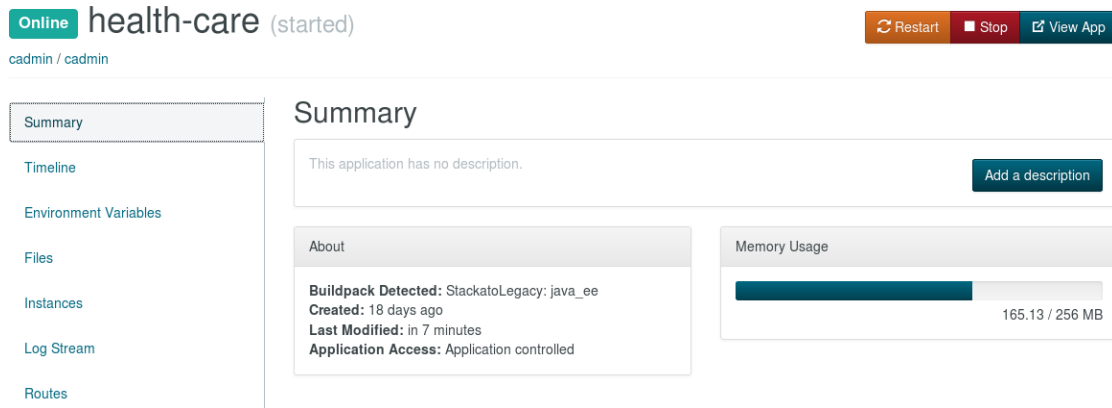 Online health-care (started)
Restart Stop View App
cadmin / cadmin
Summary
Timeline
Environment Variables
Files
Instances
Log Stream
Routes
Summary
This application has no description.
Add a description
About
Buildpack Detected: StackatoLegacy: java_ee
Created: 18 days ago
Last Modified: in 7 minutes
Application Access: Application controlled
Memory Usage
165.13 / 256 MB